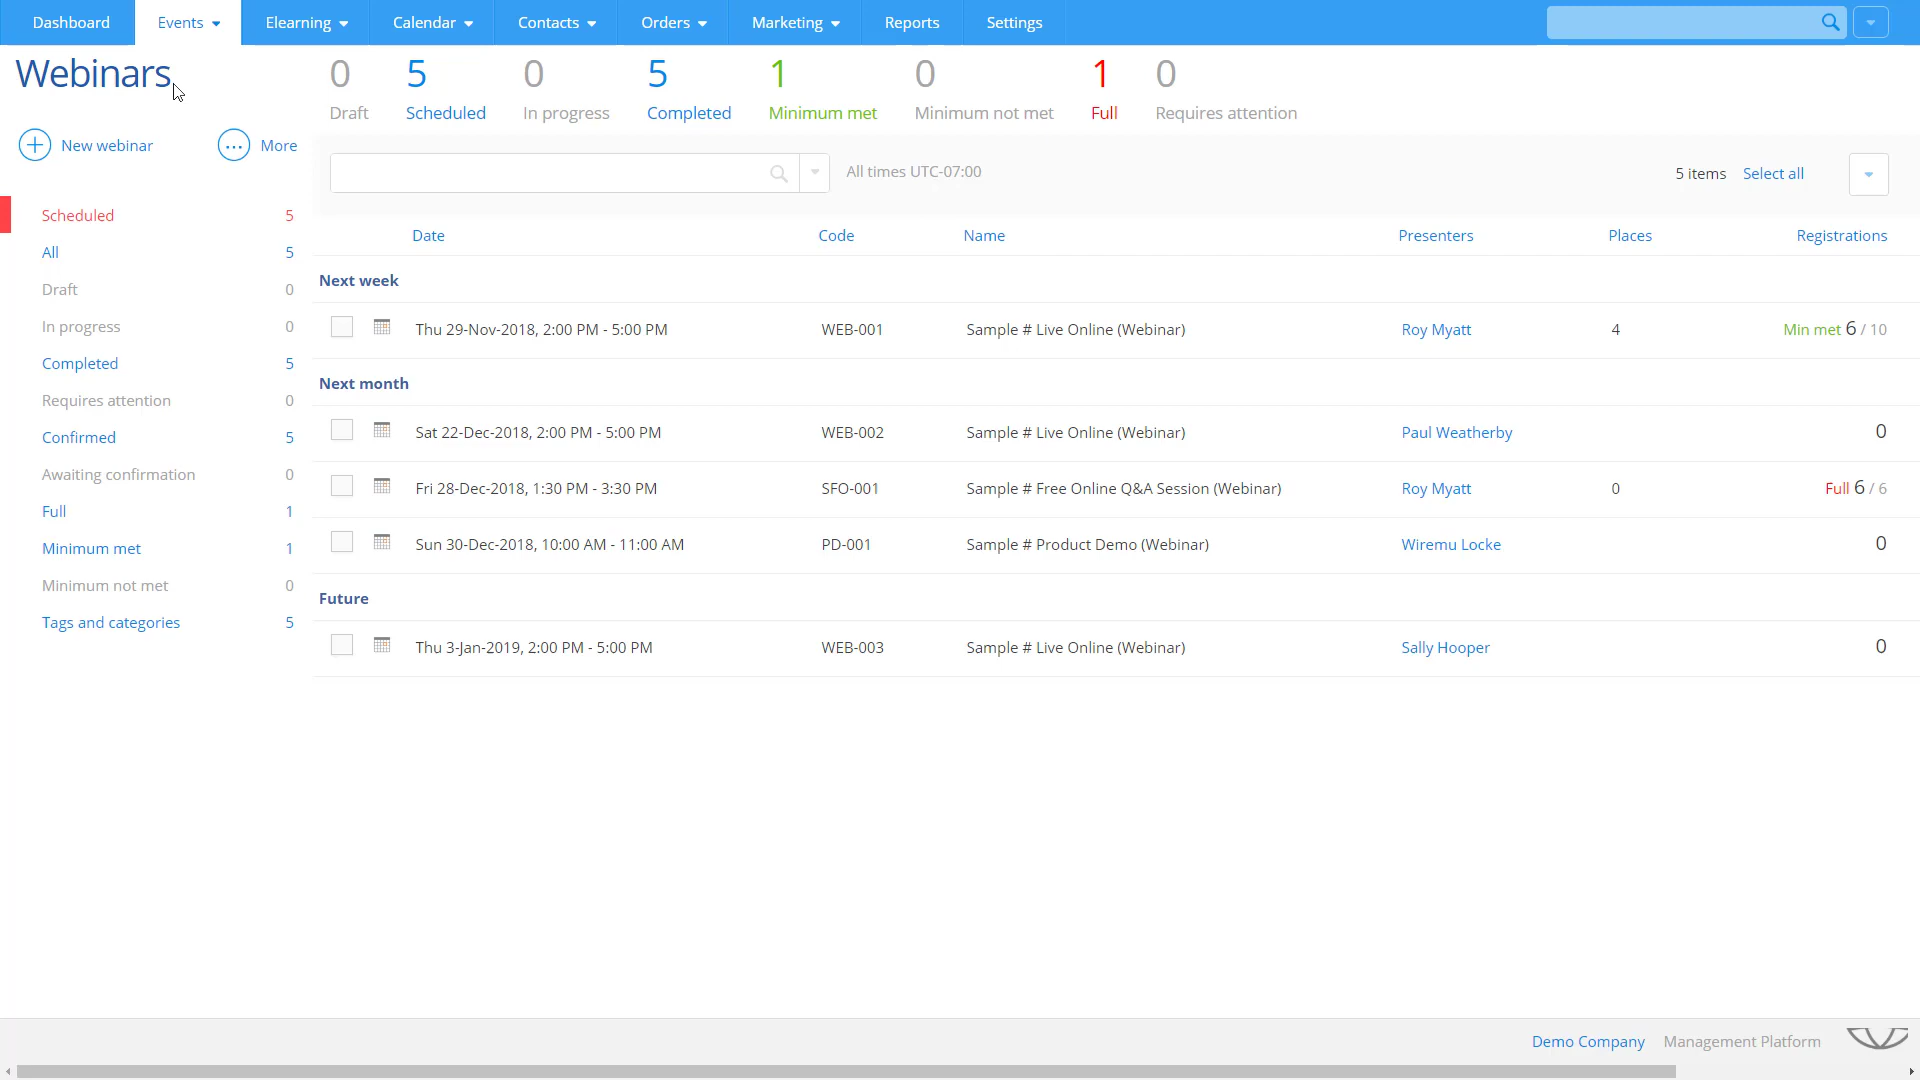 Dashboard Events Elearning Calendar Contacts Orders Marketing Reports Settings
Webinars
0 5 0 5 1 0 1 0
Draft Scheduled In progress Completed Minimum met Minimum not met Full Requires attention
New webinar ... More
All times UTC-07:00 5 items Select all
Scheduled 5
All 5
Draft 0
In progress 0
Completed 5
Requires attention 0
Confirmed 5
Awaiting confirmation 0
Full 1
Minimum met 1
Minimum not met 0
Tags and categories 5
Date Code Name Presenters Places Registrations
Next week
Thu 29-Nov-2018, 2:00 PM - 5:00 PM WEB-001 Sample # Live Online (Webinar) Roy Myatt 4 Min met 6 / 10
Next month
Sat 22-Dec-2018, 2:00 PM - 5:00 PM WEB-002 Sample # Live Online (Webinar) Paul Weatherby 0
Fri 28-Dec-2018, 1:30 PM - 3:30 PM SFO-001 Sample # Free Online Q&A Session (Webinar) Roy Myatt 0 Full 6 / 6
Sun 30-Dec-2018, 10:00 AM - 11:00 AM PD-001 Sample # Product Demo (Webinar) Wiremu Locke 0
Future
Thu 3-Jan-2019, 2:00 PM - 5:00 PM WEB-003 Sample # Live Online (Webinar) Sally Hooper 0
Demo Company Management Platform